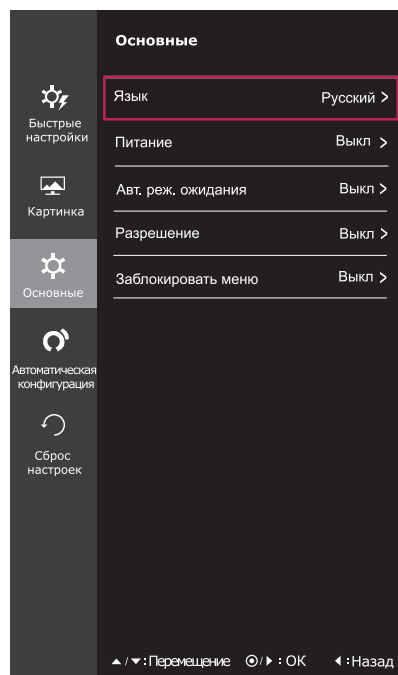 Основные
Быстрые
настройки
Картинка
Основные
Автоматическая
конфигурация
Сброс
настроек
Язык Русский >
Питание Выкл >
Авт. реж. ожидания Выкл >
Разрешение Выкл >
Заблокировать меню Выкл >
▲/▼:Перемещение ⦿/▶ : OK ◀ :Назад